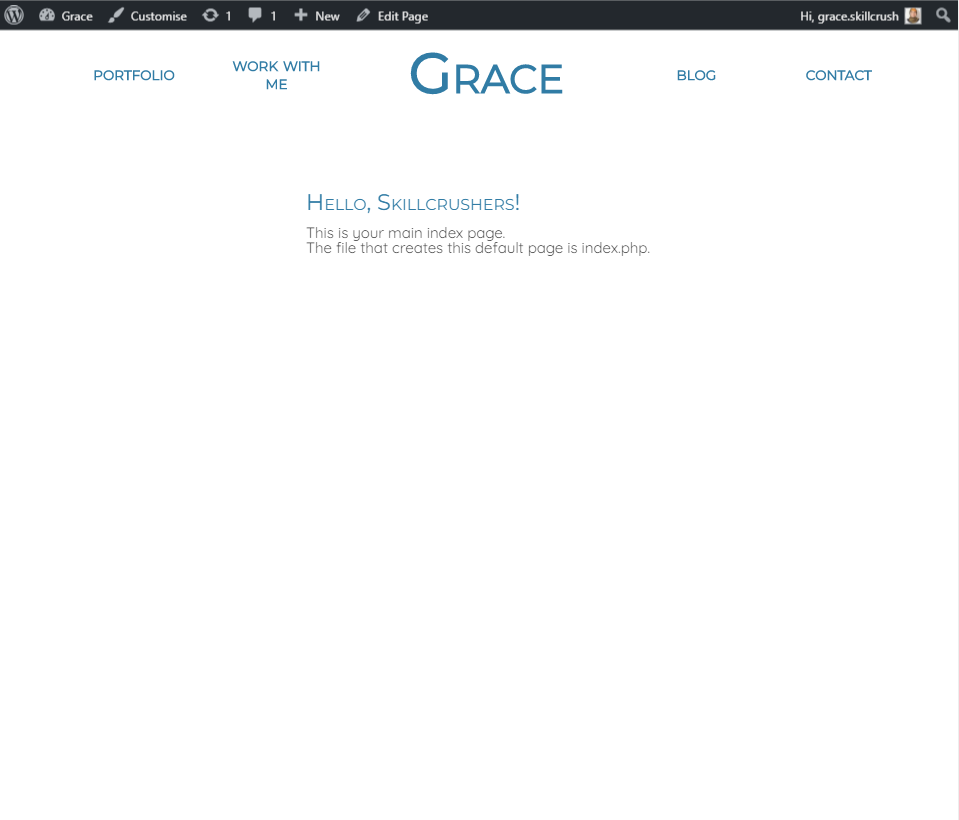 Grace Customise 1 1 New Edit Page Hi, grace.skillcrush
PORTFOLIO
WORK WITH
ME
GRACE
BLOG
CONTACT
Hello, Skillcrushers!
This is your main index page.
The file that creates this default page is index.php.